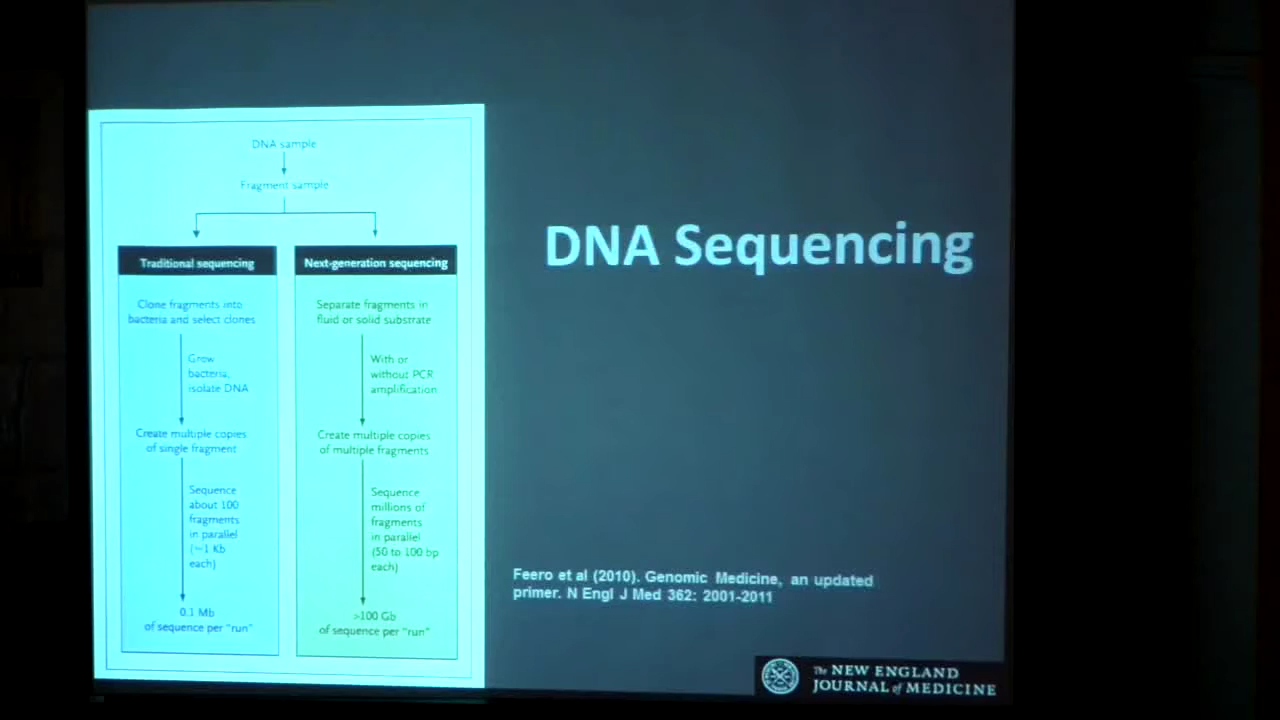 DNA sample
Fragment sample
Traditional sequencing
Clone fragments into
bacteria and select clones
Grow
bacteria,
isolate DNA
Create multiple copies
of single fragment
Sequence
about 100
fragments
in parallel
(~1 Kb
each)
0.1 Mb
of sequence per "run"
Next-generation sequencing
Separate fragments in
fluid or solid substrate
With or
without PCR
amplification
Create multiple copies
of multiple fragments
Sequence
millions of
fragments
in parallel
(50 to 100 bp
each)
>100 Gb
of sequence per "run"
DNA Sequencing
Feero et al (2010). Genomic Medicine, an updated
primer. N Engl J Med 362: 2001-2011
The NEW ENGLAND
JOURNAL of MEDICINE